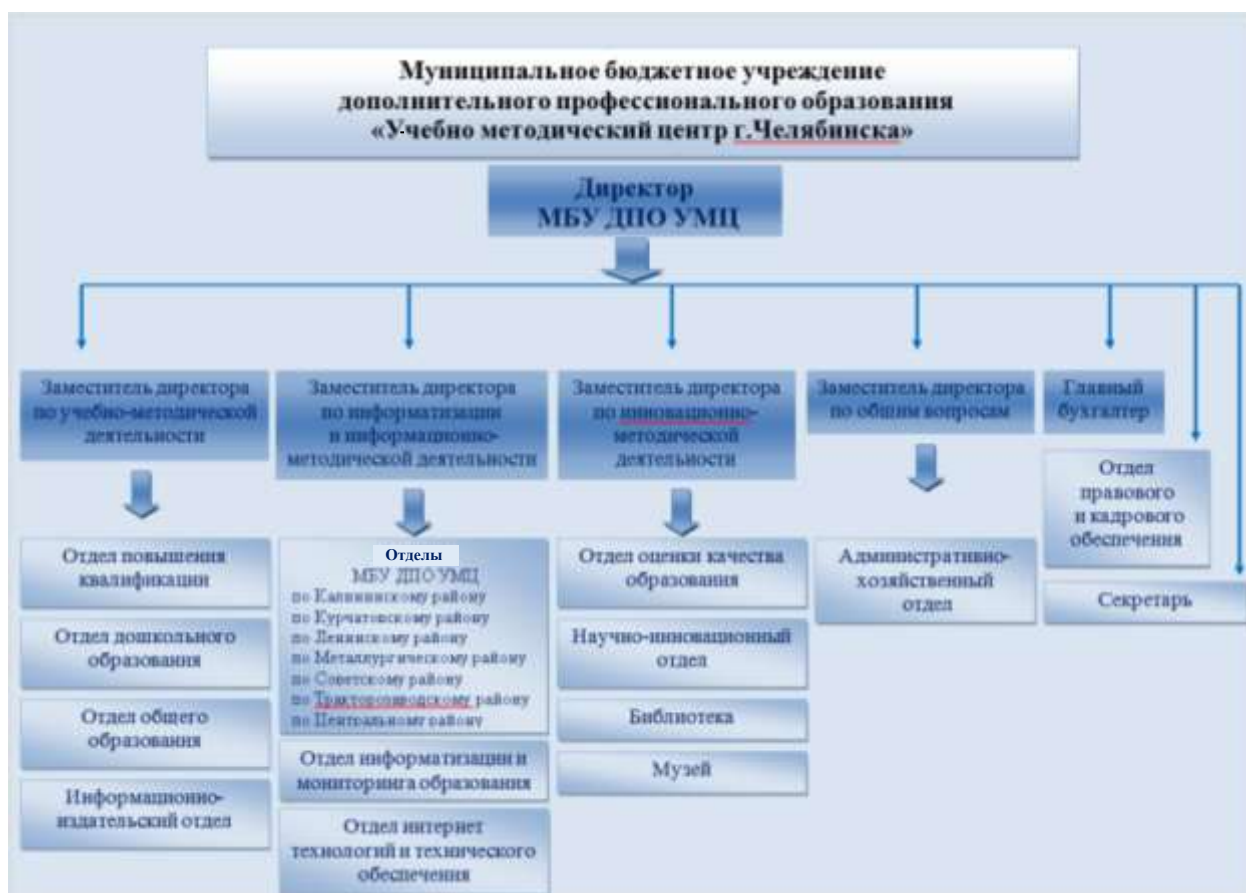 Муниципальное бюджетное учреждение
дополнительного профессионального образования
«Учебно-методический центр г.Челябинска»
Директор
МБУ ДПО УМЦ
Заместитель директора
по учебно-методической
деятельности
Заместитель директора
по информатизации
и информационно-
методической деятельности
Заместитель директора
по инновационно-
методической
деятельности
Заместитель директора
по общим вопросам
Главный
бухгалтер
Отдел
правового
и кадрового
обеспечения
Секретарь
Отдел повышения
квалификации
Отдел дошкольного
образования
Отдел общего
образования
Информационно-
издательский отдел
Отделы
МБУ ДПО УМЦ
по Калининскому району
по Курчатовскому району
по Ленинскому району
по Металлургическому району
по Советскому району
по Тракторозаводскому району
по Центральному району
Отдел информатизации и
мониторинга образования
Отдел интернет
технологий и технического
обеспечения
Отдел оценки качества
образования
Научно-инновационный
отдел
Библиотека
Музей
Административно-
хозяйственный
отдел